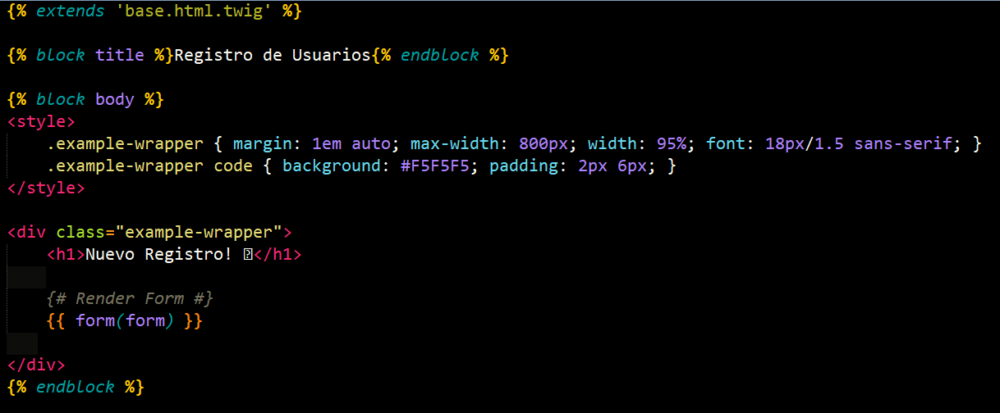 {% extends 'base.html.twig' %}
{% block title %}Registro de Usuarios{% endblock %}
{% block body %}
<style>
.example-wrapper { margin: 1em auto; max-width: 800px; width: 95%; font: 18px/1.5 sans-serif; }
.example-wrapper code { background: #F5F5F5; padding: 2px 6px; }
</style>
<div class="example-wrapper">
<h1>Nuevo Registro! </h1>
{# Render Form #}
{{ form(form) }}
</div>
{% endblock %}